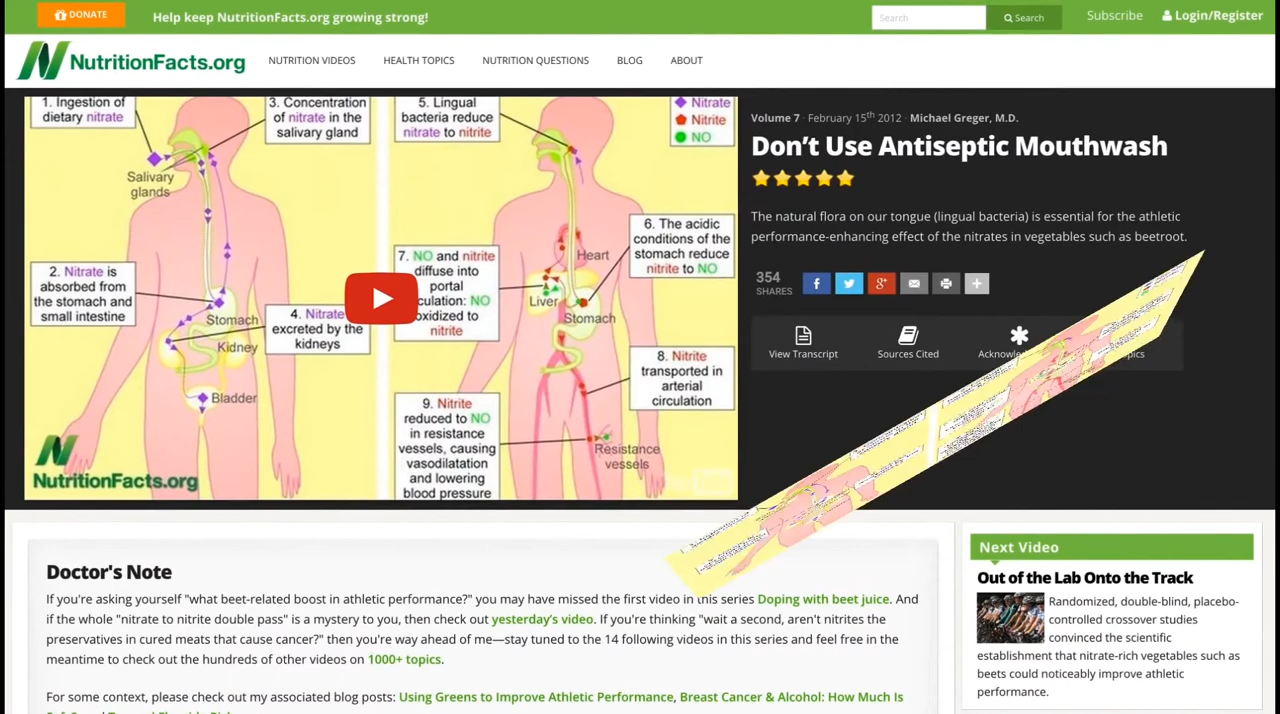 DONATE
Help keep NutritionFacts.org growing strong!
Search
Search
Subscribe
Login/Register
NutritionFacts.org
NUTRITION VIDEOS
HEALTH TOPICS
NUTRITION QUESTIONS
BLOG
ABOUT
1. Ingestion of
dietary nitrate
3. Concentration
of nitrate in the
salivary gland
Salivary
glands
2. Nitrate is
absorbed from
the stomach and
small intestine
Stomach
Kidney
4. Nitrate
excreted by the
kidneys
Bladder
NutritionFacts.org
5. Lingual
bacteria reduce
nitrate to nitrite
Nitrate
Nitrite
NO
6. The acidic
conditions of the
stomach reduce
nitrite to NO
Heart
7. NO and nitrite
diffuse into
portal
NO
oxidized to
nitrite
Liver
Stomach
8. Nitrite
transported in
arterial
circulation
9. Nitrite
reduced to NO
in resistance
vessels, causing
vasodilatation
and lowering
blood pressure
Resistance
vessels
Volume 7 · February 15th 2012 · Michael Greger, M.D.
Don't Use Antiseptic Mouthwash
The natural flora on our tongue (lingual bacteria) is essential for the athletic
performance-enhancing effect of the nitrates in vegetables such as beetroot.
354
SHARES
View Transcript
Sources Cited
Doctor's Note
If you're asking yourself "what beet-related boost in athletic performance?" you may have missed the first video in this series Doping with beet juice. And
if the whole "nitrate to nitrite double pass" is a mystery to you, then check out yesterday's video. If you're thinking "wait a second, aren't nitrites the
preservatives in cured meats that cause cancer?" then you're way ahead of me—stay tuned to the 14 following videos in this series and feel free in the
meantime to check out the hundreds of other videos on 1000+ topics.
For some context, please check out my associated blog posts: Using Greens to Improve Athletic Performance, Breast Cancer & Alcohol: How Much Is
Next Video
Out of the Lab Onto the Track
Randomized, double-blind, placebo-
controlled crossover studies
convinced the scientific
establishment that nitrate-rich vegetables such as
beets could noticeably improve athletic
performance.